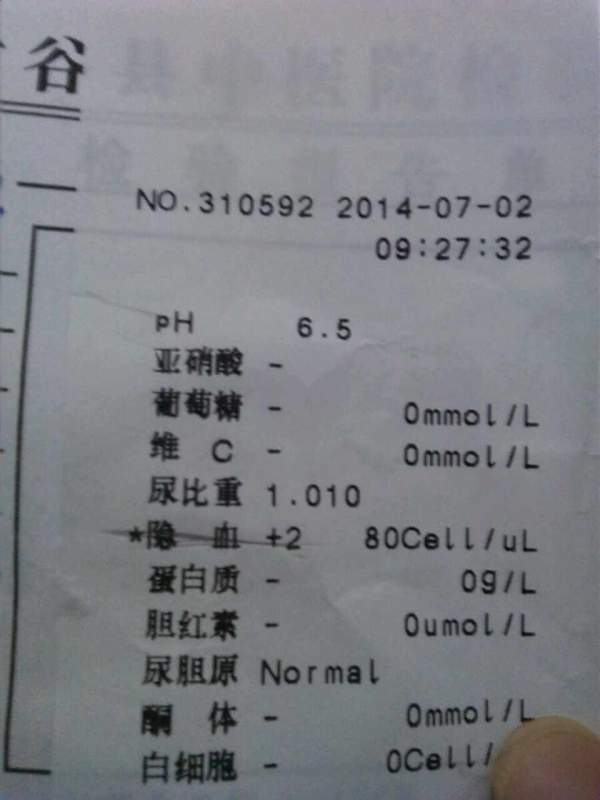 谷
NO.310592 2014-07-02
09:27:32
pH 6.5
亚硝酸 -
葡萄糖 - 0mmol/L
维 C - 0mmol/L
尿比重 1.010
*隐 血 +2 80Cell/uL
蛋白质 - 0g/L
胆红素 - 0umol/L
尿胆原 Normal
酮 体 - 0mmol/L
白细胞 - 0Cell/